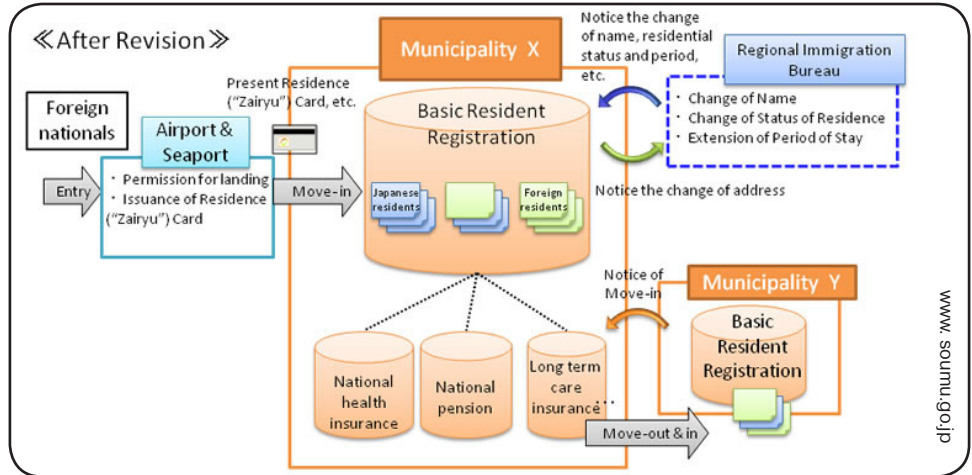 ≪After Revision≫
Municipality X
Notice the change
of name, residential
status and period,
etc.
Regional Immigration
Bureau
・ Change of Name
・ Change of Status of Residence
・ Extension of Period of Stay
Foreign
nationals
Airport &
Seaport
・ Permission for landing
・ Issuance of Residence
("Zairyu") Card
Entry
Present Residence
("Zairyu") Card, etc.
Move-in
Basic Resident
Registration
Japanese
residents
Foreign
residents
Notice the change of address
National
health
insurance
National
pension
Long term
care
insurance
...
Notice of
Move-in
Municipality Y
Basic
Resident
Registration
Move-out & in
www. soumu.go.jp